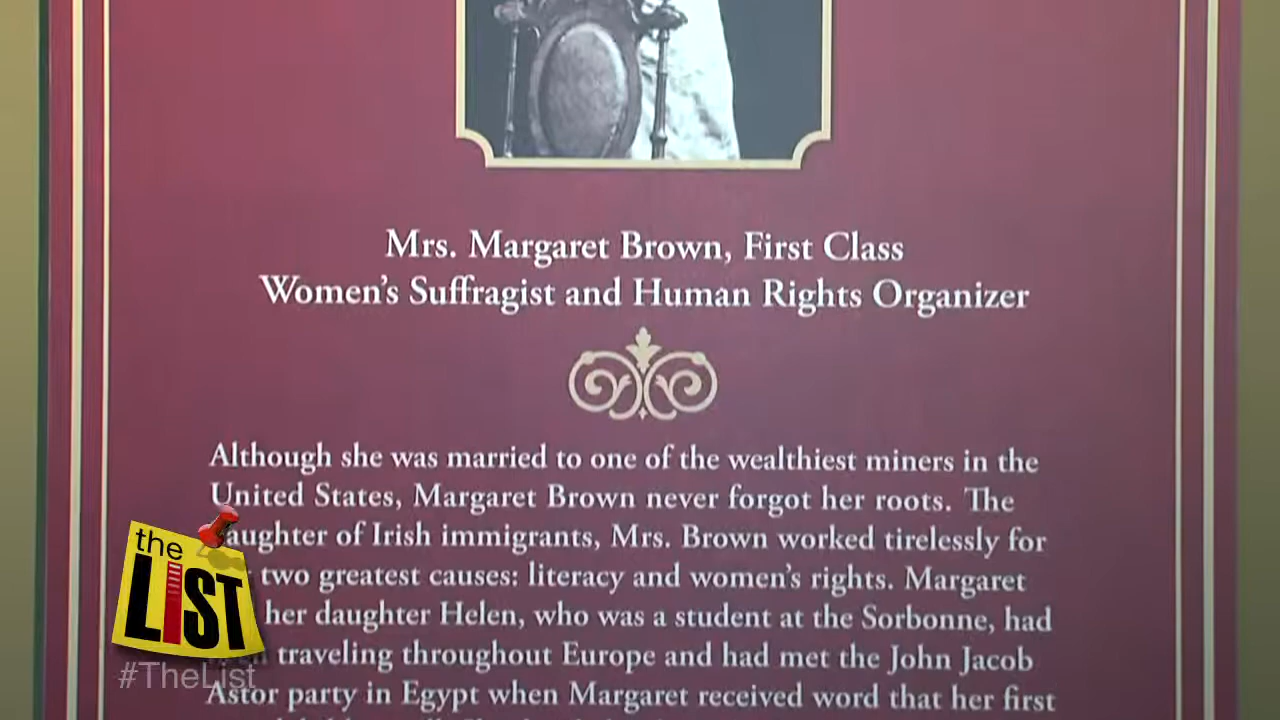 Mrs. Margaret Brown, First Class
Women's Suffragist and Human Rights Organizer
Although she was married to one of the wealthiest miners in the
United States, Margaret Brown never forgot her roots. The
aughter of Irish immigrants, Mrs. Brown worked tirelessly for
two greatest causes: literacy and women's rights. Margaret
her daughter Helen, who was a student at the Sorbonne, had
traveling throughout Europe and had met the John Jacob
Astor party in Egypt when Margaret received word that her first
the
LIST
#TheList